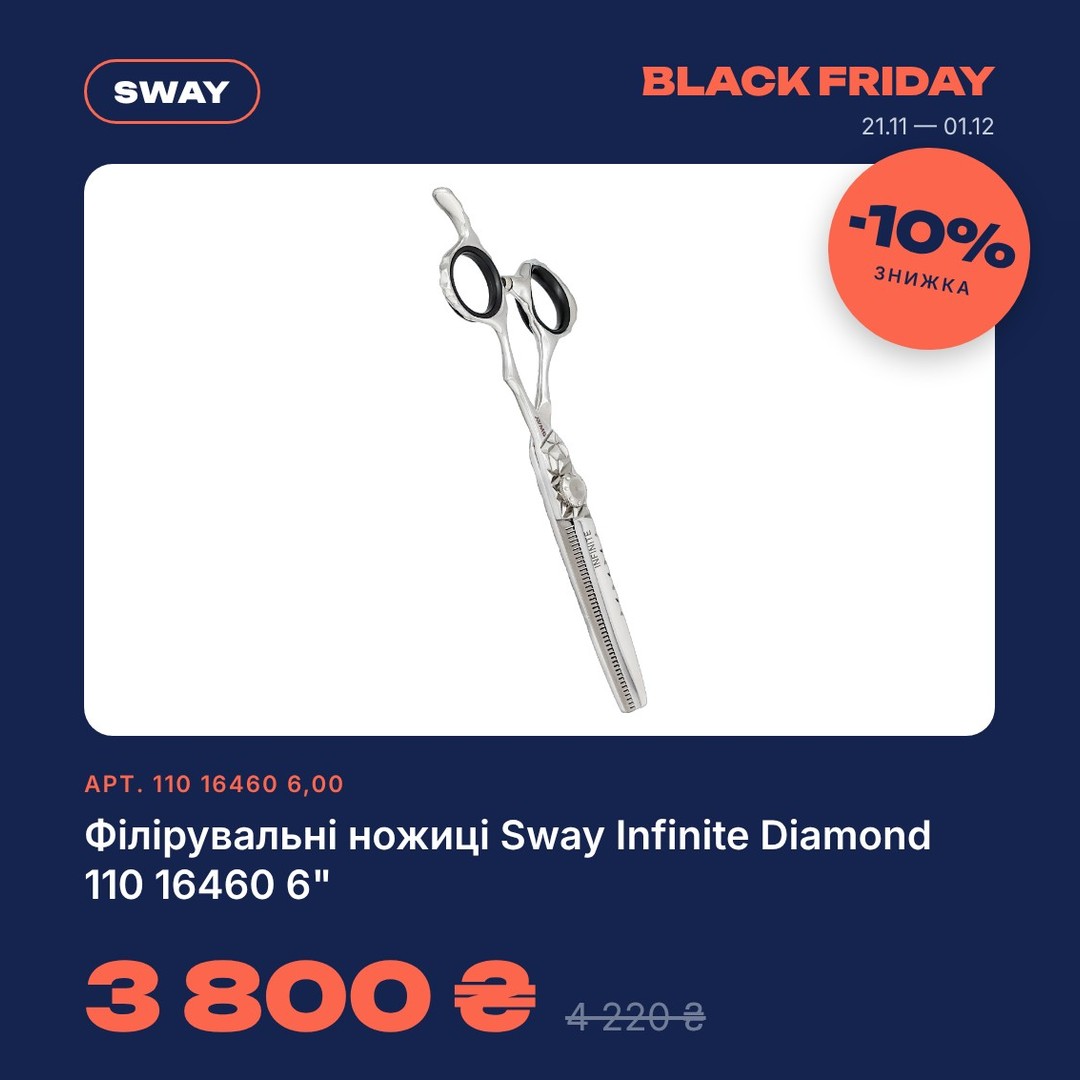 SWAY
BLACK FRIDAY
21.11 — 01.12
-10%
ЗНИЖКА
SWAY
INFINITE
АРТ. 110 16460 6,00
Філірувальні ножиці Sway Infinite Diamond
110 16460 6"
3 800 ₴
4 220 ₴